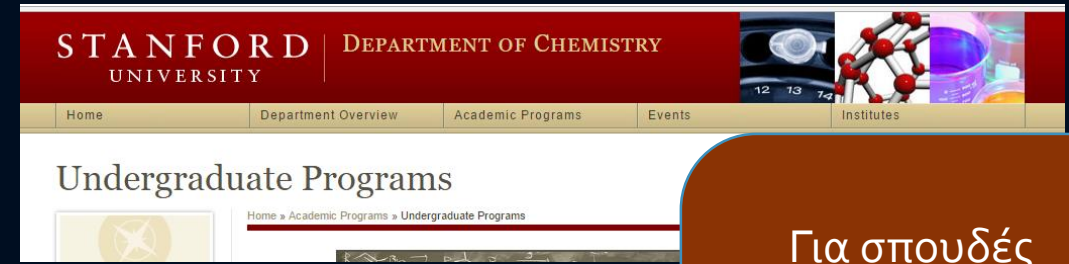 STANFORD UNIVERSITY
DEPARTMENT OF CHEMISTRY
12 13 14
Home Department Overview Academic Programs Events Institutes
Undergraduate Programs
Home » Academic Programs » Undergraduate Programs
Για σπουδές